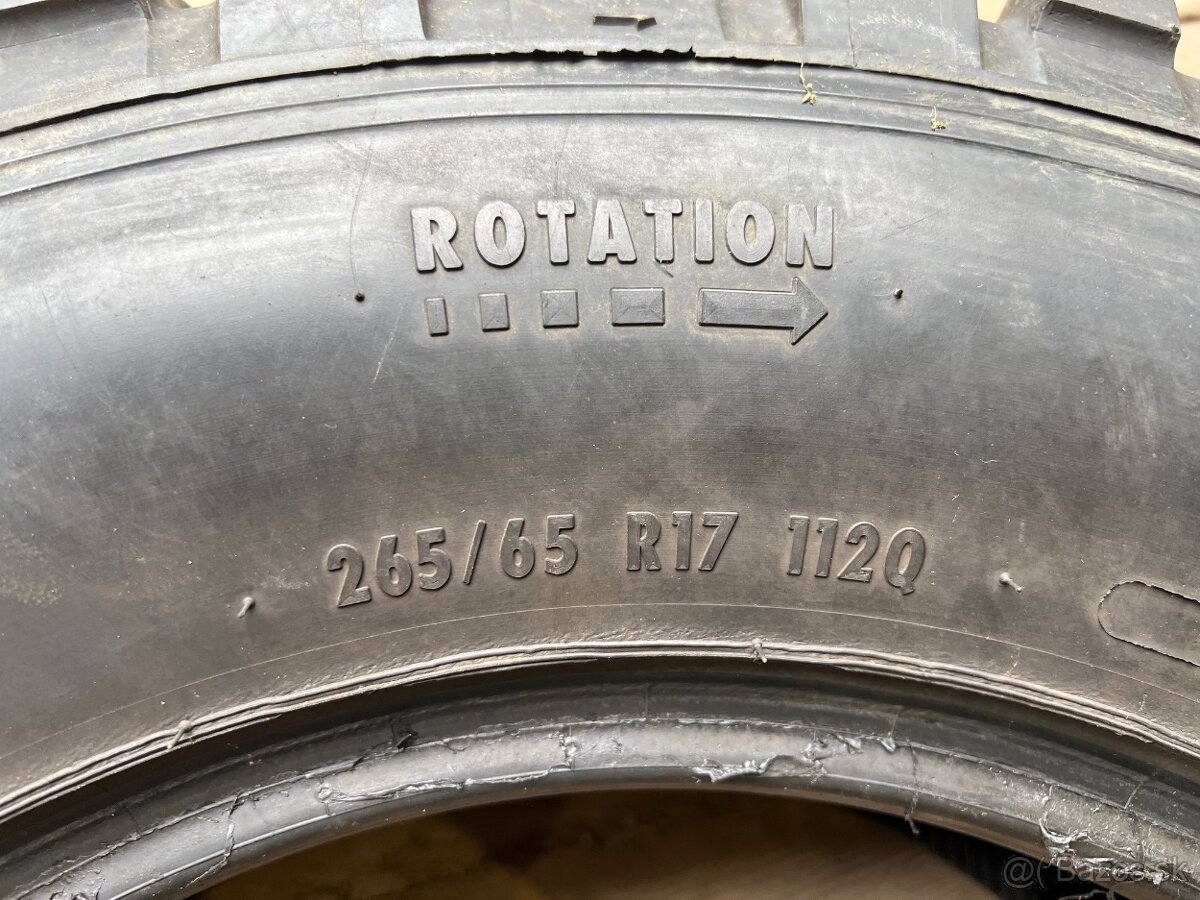 ROTATION
265/65 R17 112Q
@( Bazos.sk